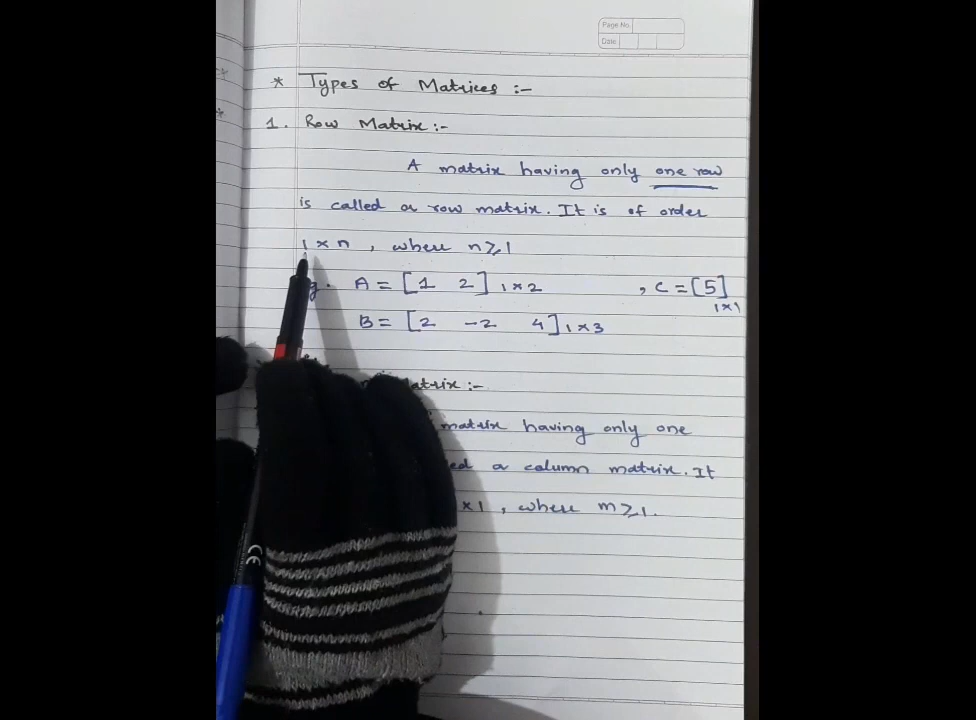 Page No.
Date
* Types of Matrices :-
1. Row Matrix :-
A matrix having only one row
is called a row matrix. It is of order
1 × n , where n ≥ 1
g. A = [1 2] 1×2 , C = [5] 1×1
B = [2 -2 4] 1×3
atrix :-
matrix having only one
ed a column matrix. It
×1 , where m ≥ 1.
CE